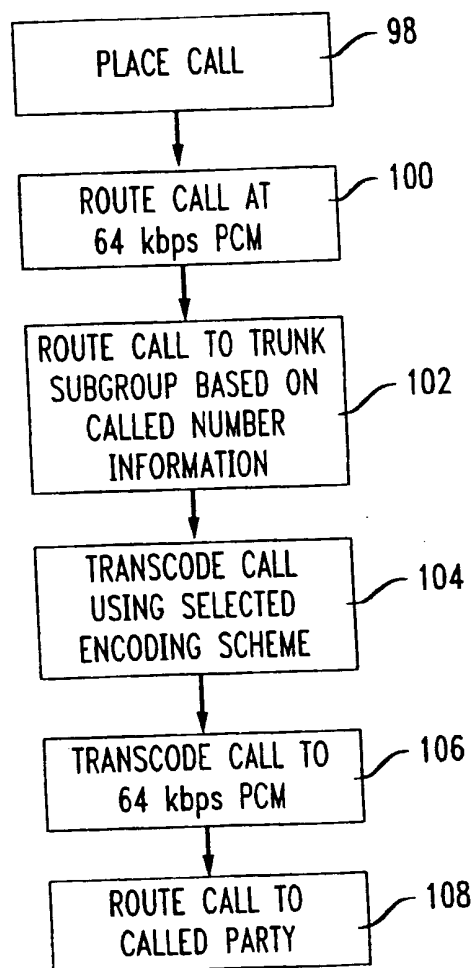 PLACE CALL
98
ROUTE CALL AT
64 kbps PCM
100
ROUTE CALL TO TRUNK
SUBGROUP BASED ON
CALLED NUMBER
INFORMATION
102
TRANSCODE CALL
USING SELECTED
ENCODING SCHEME
104
TRANSCODE CALL TO
64 kbps PCM
106
ROUTE CALL TO
CALLED PARTY
108